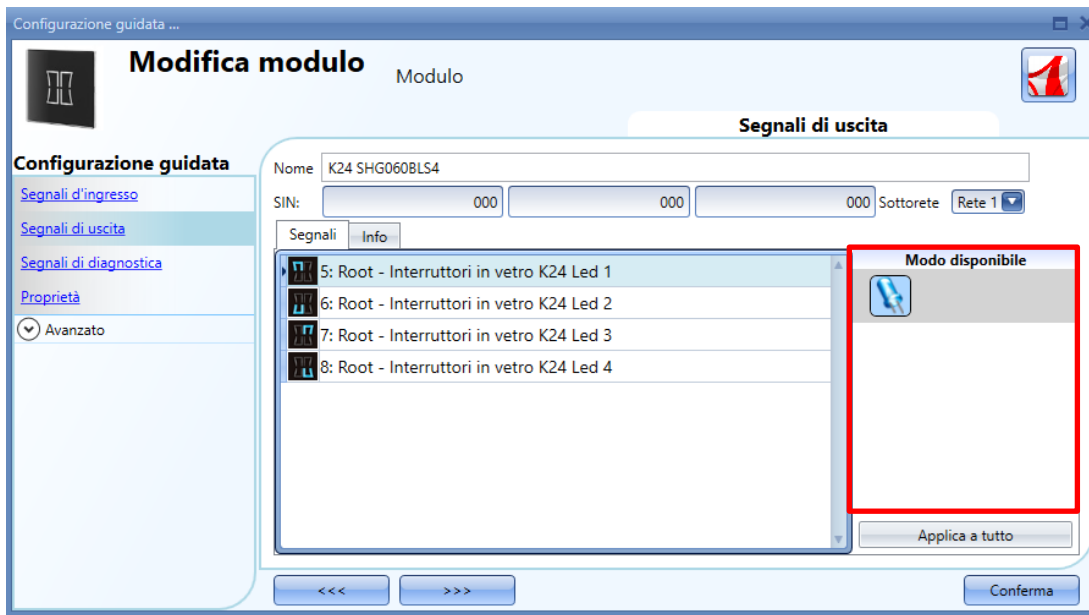 Configurazione guidata ...
Modifica modulo
Modulo
Segnali di uscita
Configurazione guidata
Segnali d'ingresso
Segnali di uscita
Segnali di diagnostica
Proprietà
Avanzato
Nome K24 SHG060BLS4
SIN: 000 000 000 Sottorete Rete 1
Segnali Info
5: Root - Interruttori in vetro K24 Led 1
6: Root - Interruttori in vetro K24 Led 2
7: Root - Interruttori in vetro K24 Led 3
8: Root - Interruttori in vetro K24 Led 4
Modo disponibile
Applica a tutto
<<< >>> Conferma